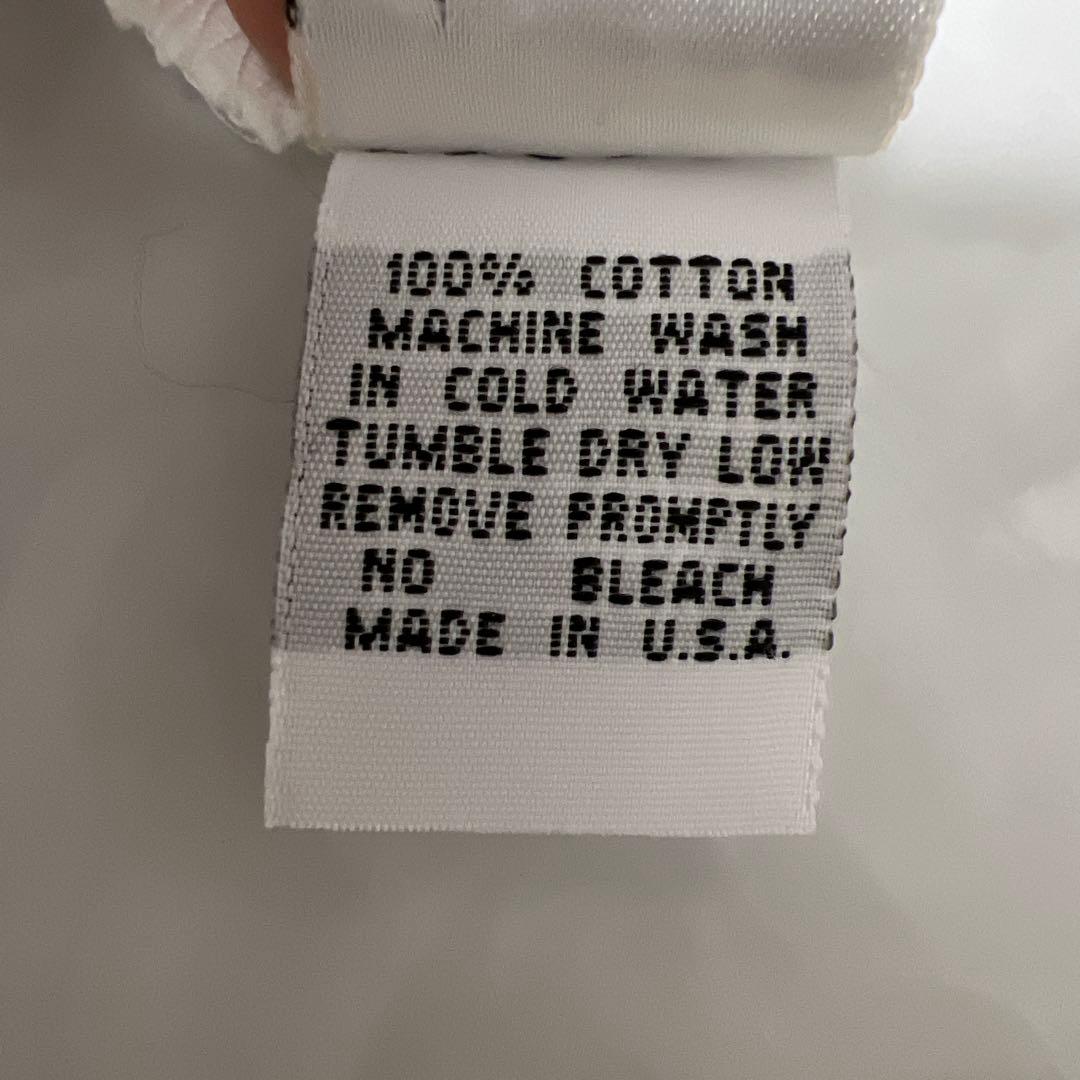 100% COTTON
MACHINE WASH
IN COLD WATER
TUMBLE DRY LOW
REMOVE PROMPTLY
NO BLEACH
MADE IN U.S.A.